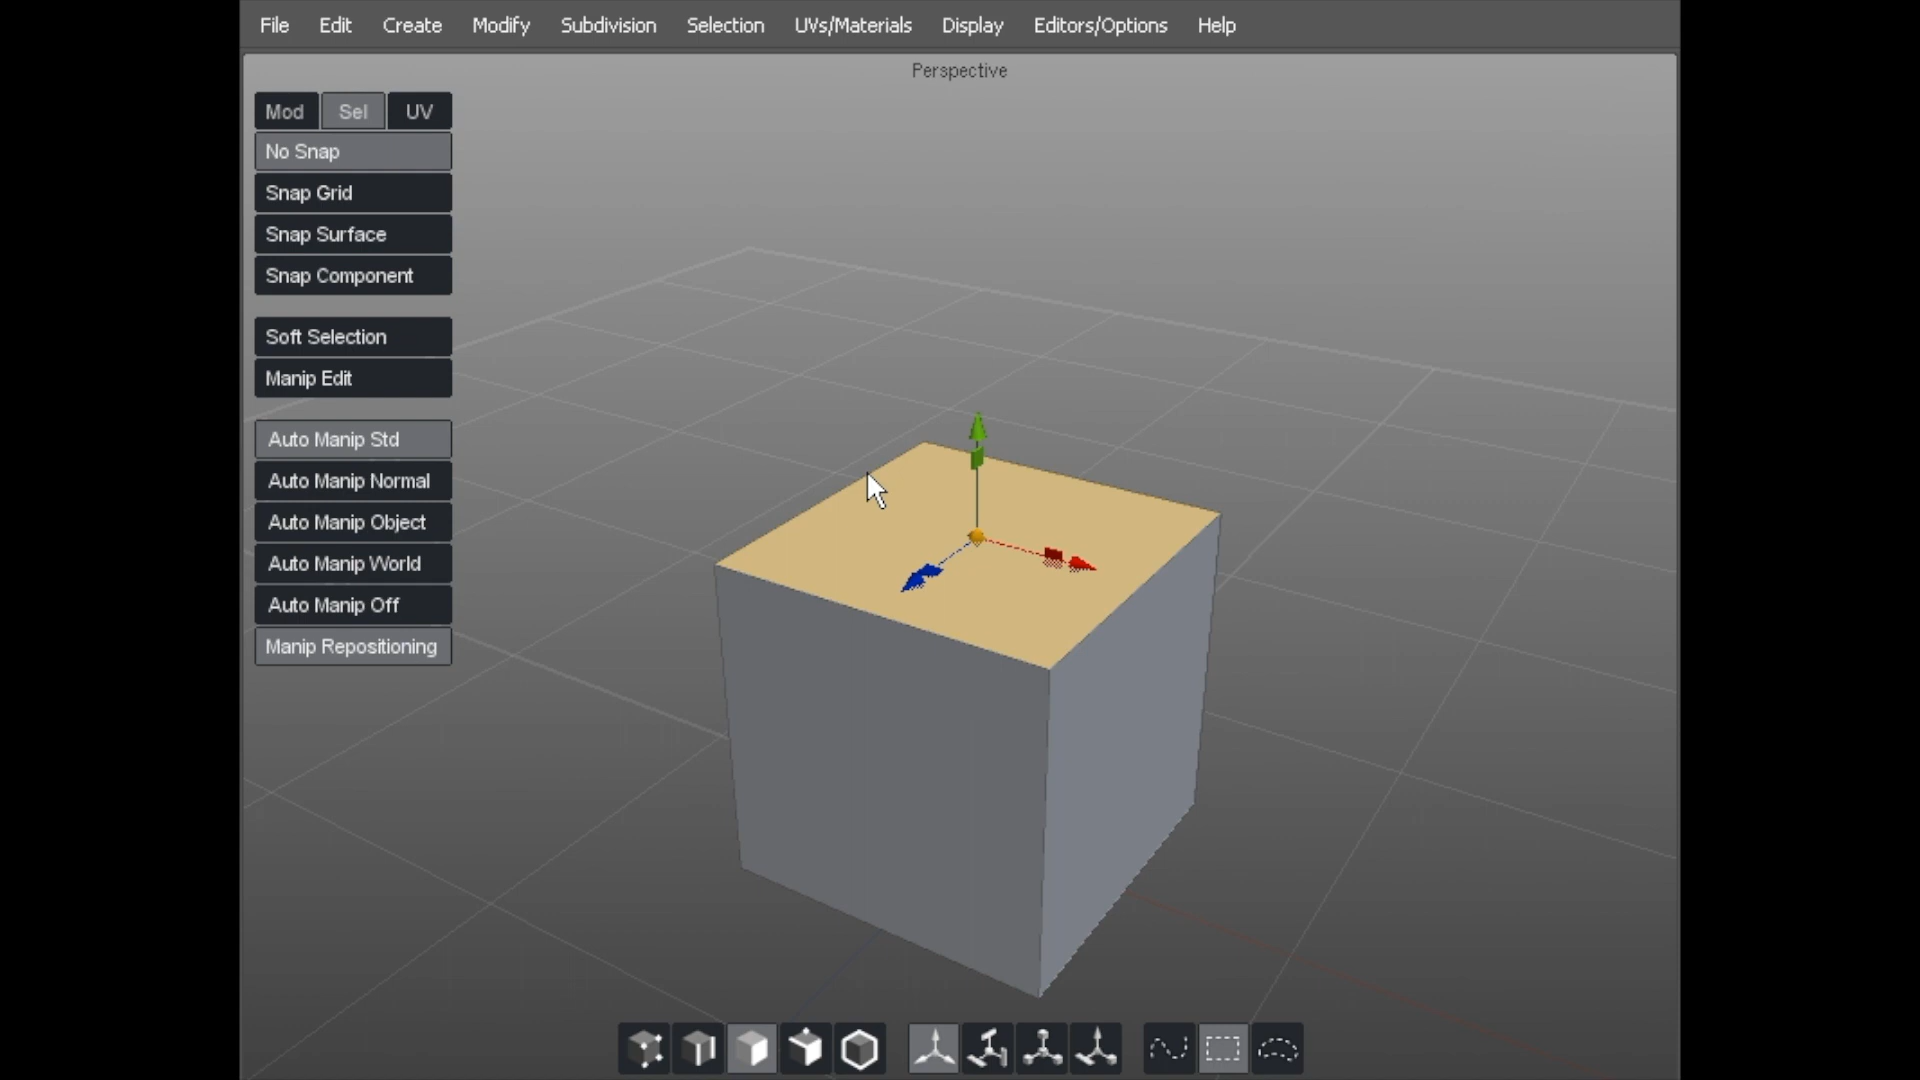 File Edit Create Modify Subdivision Selection UVs/Materials Display Editors/Options Help
Perspective
Mod Sel UV
No Snap
Snap Grid
Snap Surface
Snap Component
Soft Selection
Manip Edit
Auto Manip Std
Auto Manip Normal
Auto Manip Object
Auto Manip World
Auto Manip Off
Manip Repositioning